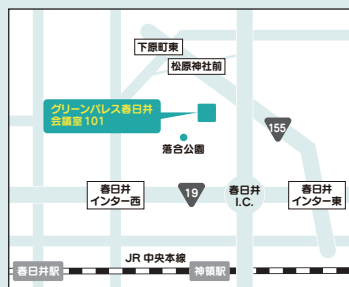 下原町東
松原神社前
グリーンパレス春日井
会議室101
155
落合公園
春日井
インター西
19
春日井
I.C.
春日井
インター東
JR 中央本線
春日井駅
神領駅